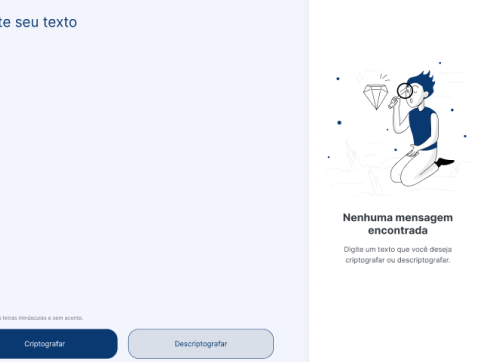 te seu texto
Nenhuma mensagem
encontrada
Digite um texto que você deseja
criptografar ou descriptografar.
letras minúsculas e sem acento.
Criptografar
Descriptografar